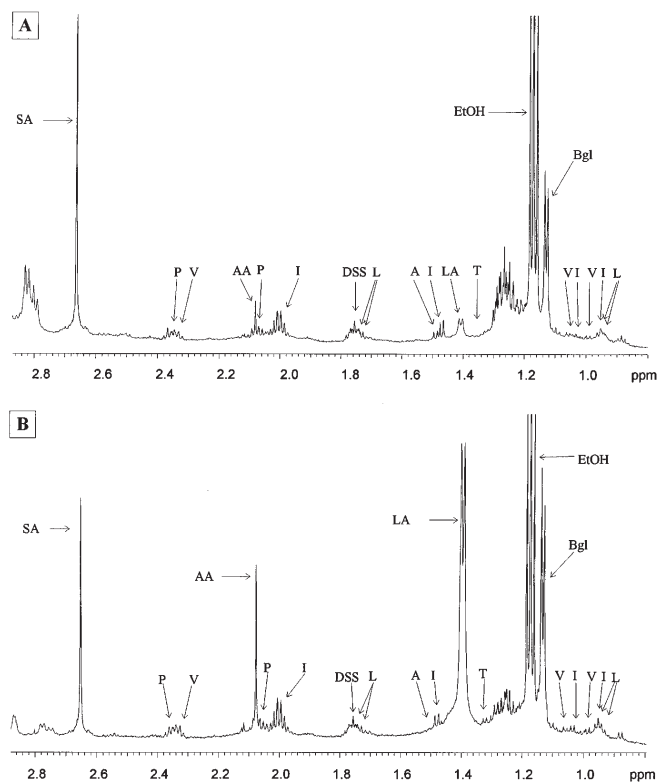 A
SA
EtOH
Bgl
P V AA P I DSS L A I LA T V I V I L
2.8 2.6 2.4 2.2 2.0 1.8 1.6 1.4 1.2 1.0 ppm
B
EtOH
SA
LA
Bgl
AA
P V P I DSS L A I T V I V I L
2.8 2.6 2.4 2.2 2.0 1.8 1.6 1.4 1.2 1.0 ppm